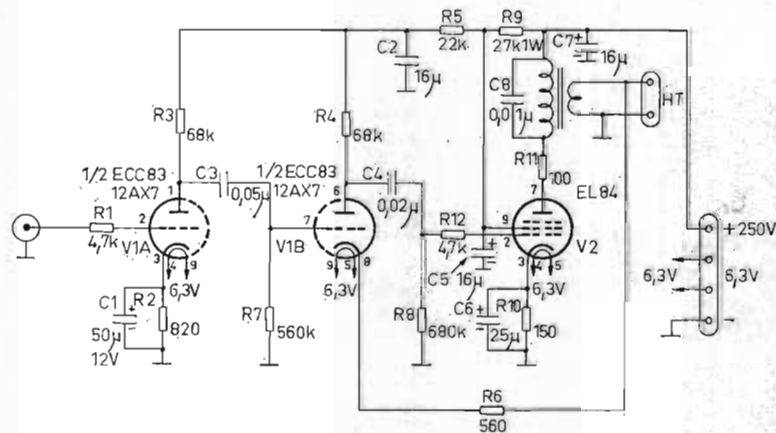 R5
22k
R9
27k1W
C7+
16µ
C2
16µ
C8
0,01µ
HT
R3
68k
R4
68k
R11
100
1/2 ECC83
12AX7
1
C3
0,05µ
1/2 ECC83
12AX7
6
C4
0,02µ
7
EL84
R1
4,7k
2
V1A
3
4
9
6,3V
7
V1B
9
5
8
6,3V
R12
4,7k
9
2
V2
3
4
5
6,3V
+250V
6,3V
6,3V
-
C1
+
50µ
12V
R2
820
R7
560k
R8
680k
C5
+
-
16µ
C6
+
25µ
R10
150
R6
560